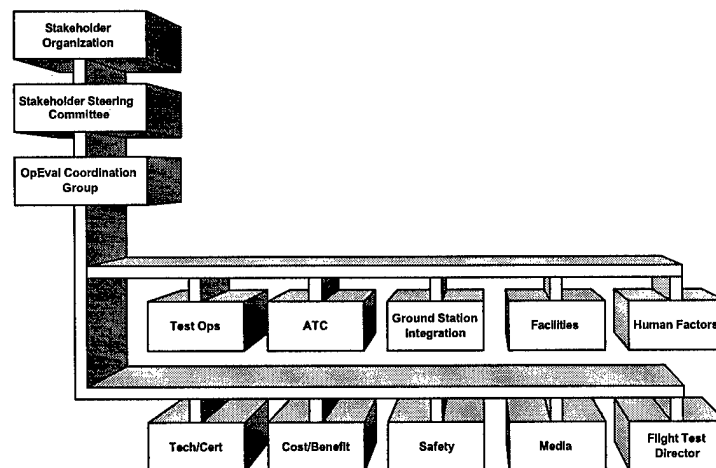 Stakeholder
Organization
Stakeholder Steering
Committee
OpEval Coordination
Group
Test Ops
ATC
Ground Station
Integration
Facilities
Human Factors
Tech/Cert
Cost/Benefit
Safety
Media
Flight Test
Director